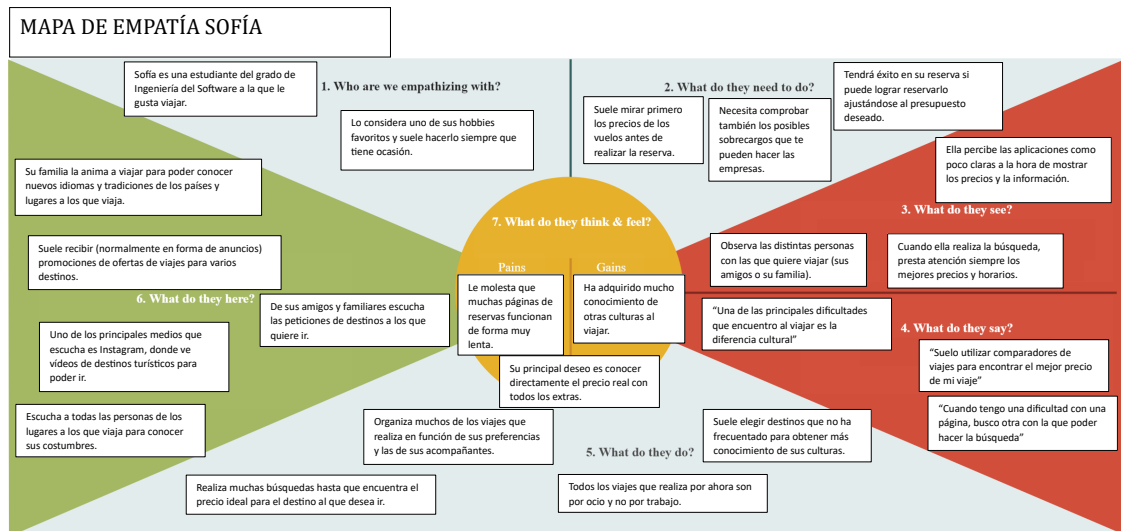 MAPA DE EMPATÍA SOFÍA
Sofía es una estudiante del grado de
Ingeniería del Software a la que le
gusta viajar.
1. Who are we empathizing with?
Lo considera uno de sus hobbies
favoritos y suele hacerlo siempre que
tiene ocasión.
2. What do they need to do?
Suele mirar primero
los precios de los
vuelos antes de
realizar la reserva.
Necesita comprobar
también los posibles
sobrecargos que te
pueden hacer las
empresas.
Tendrá éxito en su reserva si
puede lograr reservarlo
ajustándose al presupuesto
deseado.
Ella percibe las aplicaciones como
poco claras a la hora de mostrar
los precios y la información.
3. What do they see?
Observa las distintas personas
con las que quiere viajar (sus
amigos o su familia).
Cuando ella realiza la búsqueda,
presta atención siempre los
mejores precios y horarios.
4. What do they say?
“Una de las principales dificultades
que encuentro al viajar es la
diferencia cultural”
“Suelo utilizar comparadores de
viajes para encontrar el mejor precio
de mi viaje”
“Cuando tengo una dificultad con una
página, busco otra con la que poder
hacer la búsqueda”
5. What do they do?
Organiza muchos de los viajes que
realiza en función de sus preferencias
y las de sus acompañantes.
Suele elegir destinos que no ha
frecuentado para obtener más
conocimiento de sus culturas.
Realiza muchas búsquedas hasta que encuentra el
precio ideal para el destino al que desea ir.
Todos los viajes que realiza por ahora son
por ocio y no por trabajo.
6. What do they here?
Su familia la anima a viajar para poder conocer
nuevos idiomas y tradiciones de los países y
lugares a los que viaja.
Suele recibir (normalmente en forma de anuncios)
promociones de ofertas de viajes para varios
destinos.
De sus amigos y familiares escucha
las peticiones de destinos a los que
quiere ir.
Uno de los principales medios que
escucha es Instagram, donde ve
vídeos de destinos turísticos para
poder ir.
Escucha a todas las personas de los
lugares a los que viaja para conocer
sus costumbres.
7. What do they think & feel?
Pains
Le molesta que
muchas páginas de
reservas funcionan
de forma muy
lenta.
Gains
Ha adquirido mucho
conocimiento de
otras culturas al
viajar.
Su principal deseo es conocer
directamente el precio real con
todos los extras.